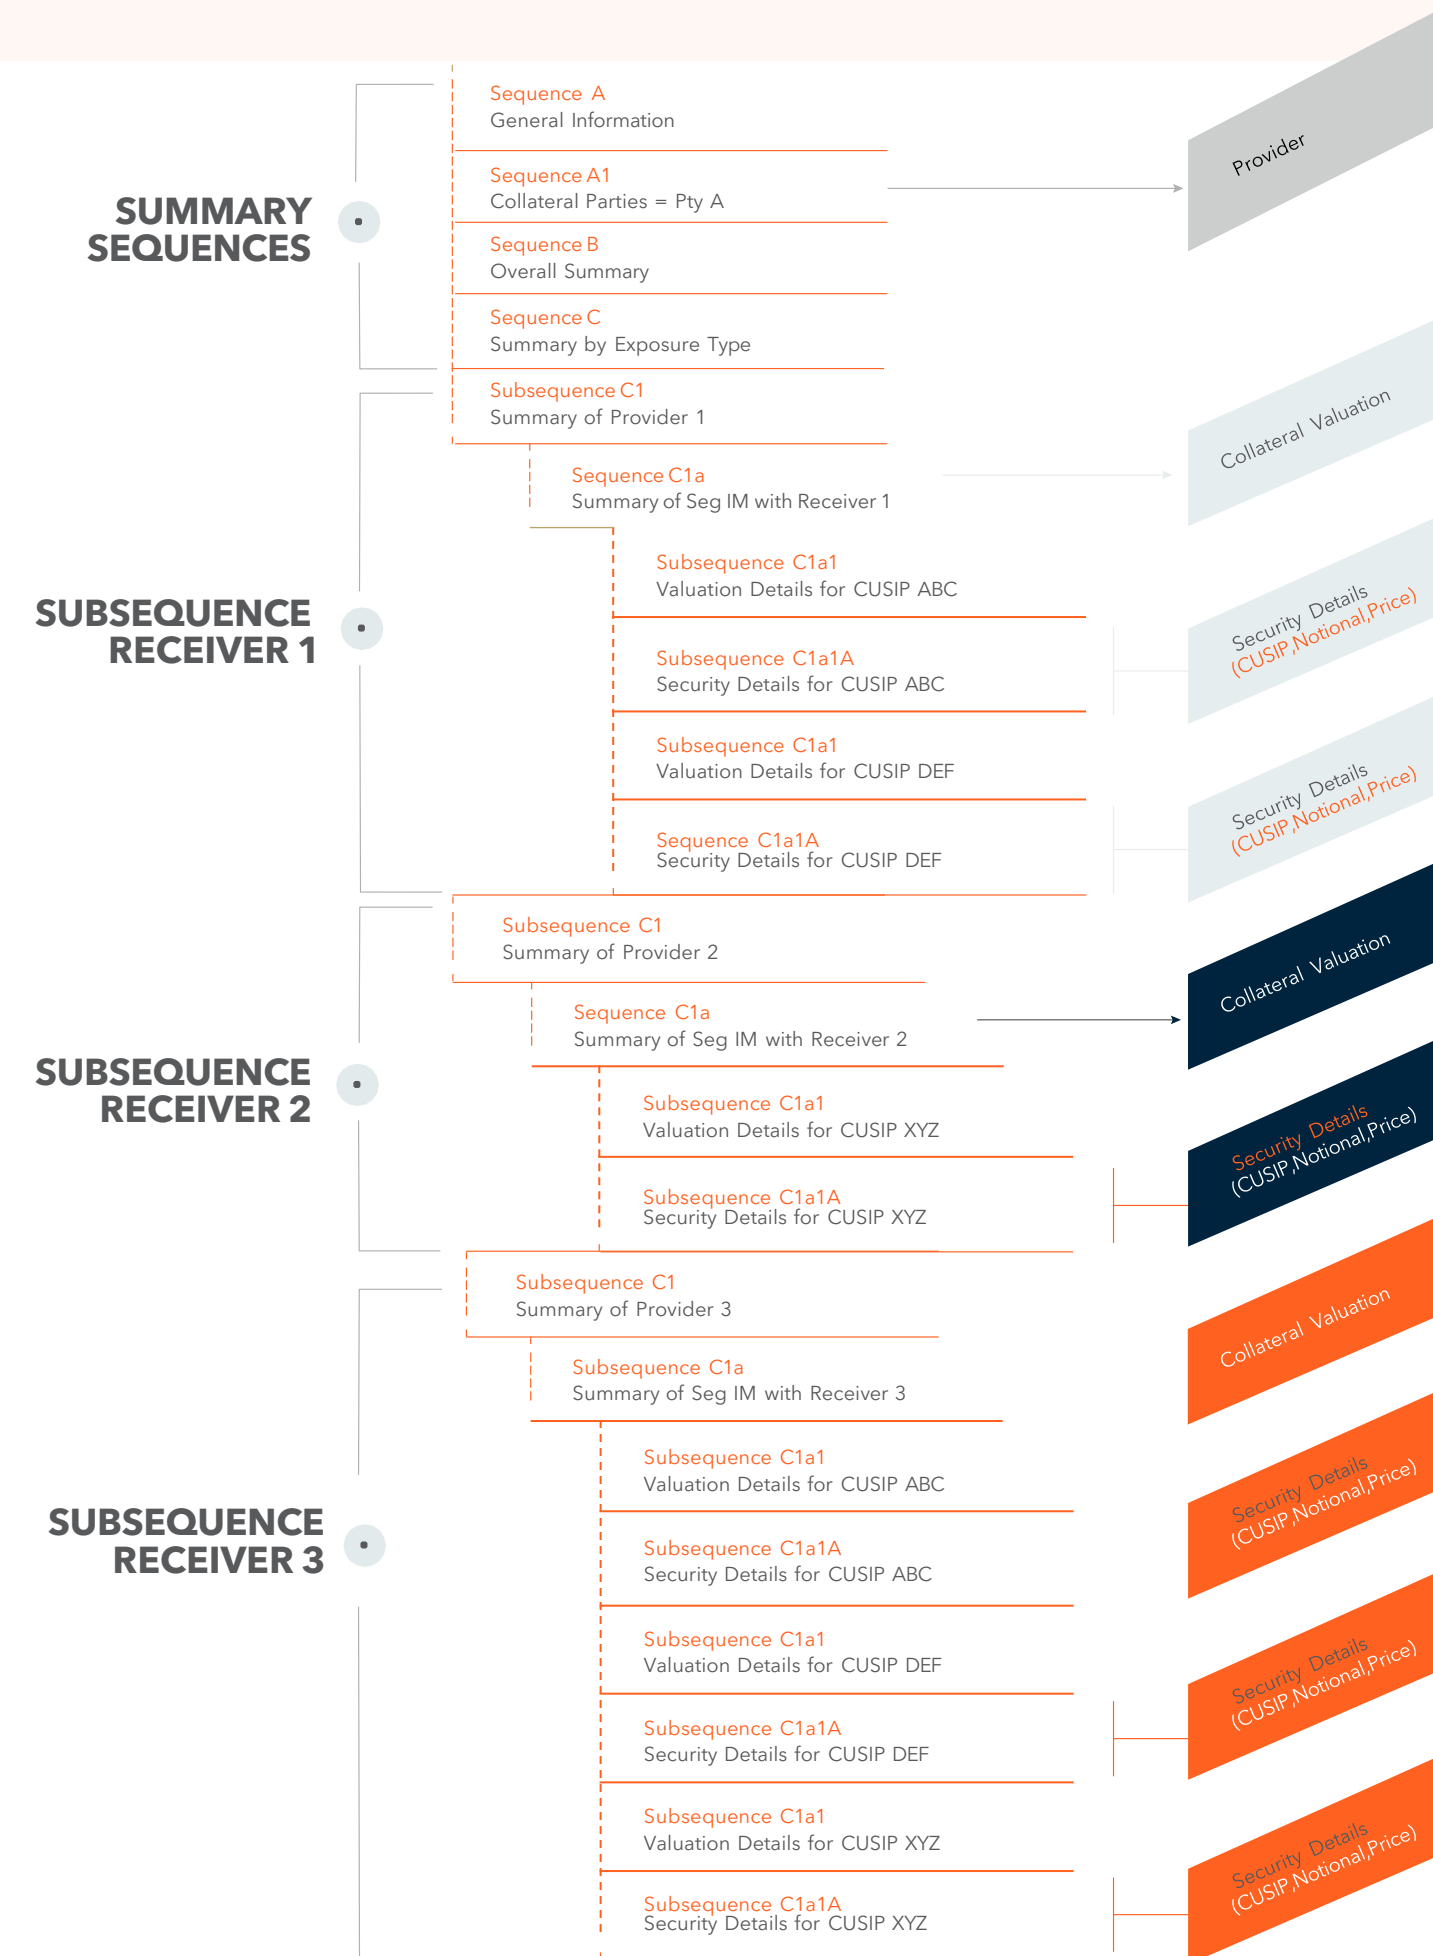 SUMMARY
SEQUENCES
Sequence A
General Information
Sequence A1
Collateral Parties = Pty A
Provider
Sequence B
Overall Summary
Sequence C
Summary by Exposure Type
SUBSEQUENCE
RECEIVER 1
Subsequence C1
Summary of Provider 1
Sequence C1a
Summary of Seg IM with Receiver 1
Collateral Valuation
Subsequence C1a1
Valuation Details for CUSIP ABC
Subsequence C1a1A
Security Details for CUSIP ABC
Security Details
(CUSIP,Notional,Price)
Subsequence C1a1
Valuation Details for CUSIP DEF
Sequence C1a1A
Security Details for CUSIP DEF
Security Details
(CUSIP,Notional,Price)
SUBSEQUENCE
RECEIVER 2
Subsequence C1
Summary of Provider 2
Sequence C1a
Summary of Seg IM with Receiver 2
Collateral Valuation
Subsequence C1a1
Valuation Details for CUSIP XYZ
Subsequence C1a1A
Security Details for CUSIP XYZ
Security Details
(CUSIP,Notional,Price)
SUBSEQUENCE
RECEIVER 3
Subsequence C1
Summary of Provider 3
Subsequence C1a
Summary of Seg IM with Receiver 3
Collateral Valuation
Subsequence C1a1
Valuation Details for CUSIP ABC
Subsequence C1a1A
Security Details for CUSIP ABC
Security Details
(CUSIP,Notional,Price)
Subsequence C1a1
Valuation Details for CUSIP DEF
Subsequence C1a1A
Security Details for CUSIP DEF
Security Details
(CUSIP,Notional,Price)
Subsequence C1a1
Valuation Details for CUSIP XYZ
Subsequence C1a1A
Security Details for CUSIP XYZ
Security Details
(CUSIP,Notional,Price)